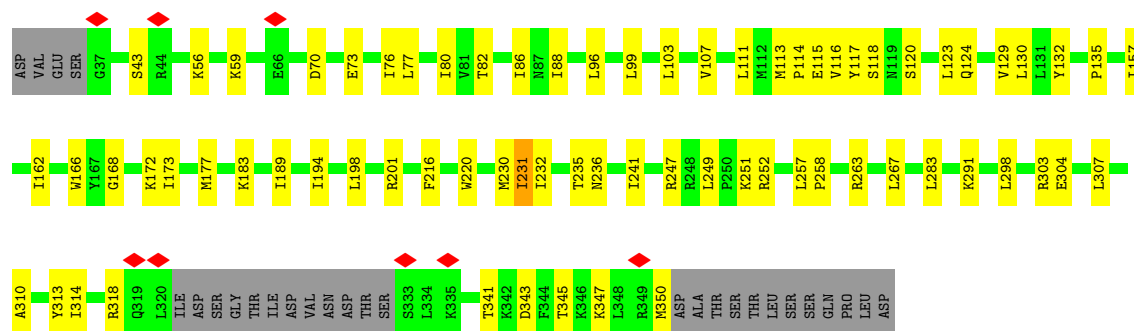 ASP VAL GLU SER G37 S43 R44 K56 K59 E66 D70 E73 I76 L77 I80 V81 T82 I86 N87 I88 L96 L99 L103 V107 L111 M112 M113 P114 E115 V116 Y117 S118 N119 S120 L123 Q124 V129 L130 L131 Y132 P135
I162 W166 Y167 G168 K172 I173 M177 K183 I189 I194 L198 R201 F216 W220 M230 I231 I232 T235 N236 I241 R247 R248 L249 P250 K251 R252 L257 P258 R263 L267 L283 K291 L298 R303 E304 L307
A310 Y313 I314 R318 Q319 L320 ILE ASP SER GLY THR ILE ASP VAL ASN ASP THR SER S333 L334 K335 T341 K342 D343 F344 T345 K346 K347 L348 R349 M350 ASP ALA THR SER THR LEU SER SER GLN PRO LEU ASP